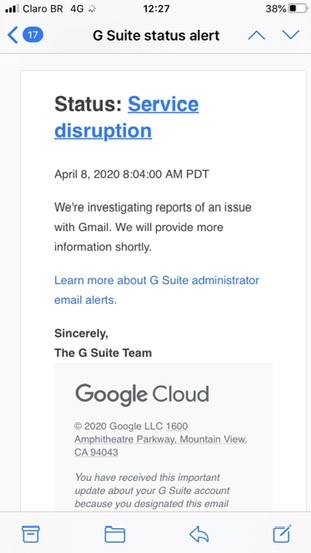 Claro BR 4G 12:27 38%
17 G Suite status alert
Status: Service
disruption
April 8, 2020 8:04:00 AM PDT
We're investigating reports of an issue
with Gmail. We will provide more
information shortly.
Learn more about G Suite administrator
email alerts.
Sincerely,
The G Suite Team
Google Cloud
© 2020 Google LLC 1600
Amphitheatre Parkway, Mountain View,
CA 94043
You have received this important
update about your G Suite account
because you designated this email